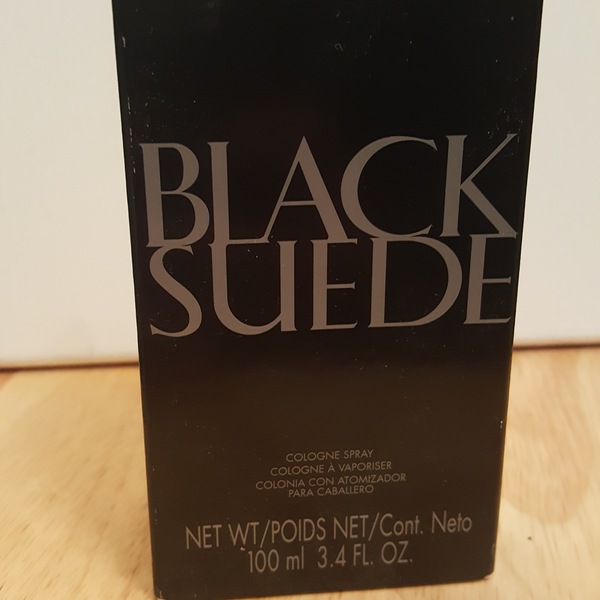 BLACK
SUEDE
COLOGNE SPRAY
COLOGNE À VAPORISER
COLONIA CON ATOMIZADOR
PARA CABALLERO
NET WT/POIDS NET/Cont. Neto
100 ml 3.4 FL. OZ.